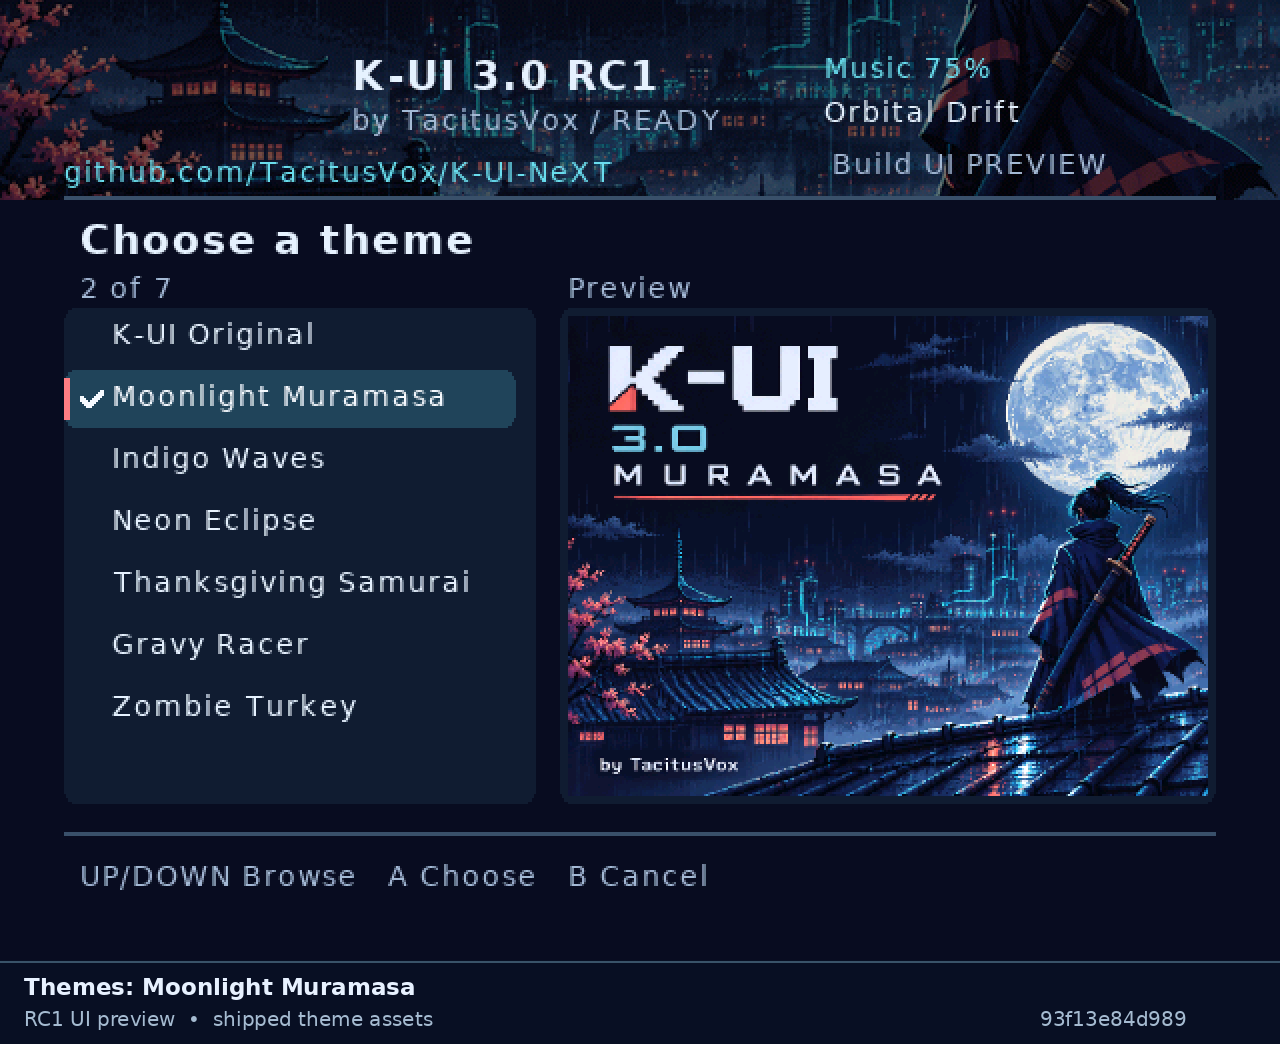 K-UI 3.0 RC1
by TacitusVox / READY
github.com/TacitusVox/K-UI-NeXT
Music 75%
Orbital Drift
Build UI PREVIEW
Choose a theme
2 of 7
K-UI Original
Moonlight Muramasa
Indigo Waves
Neon Eclipse
Thanksgiving Samurai
Gravy Racer
Zombie Turkey
Preview
K-UI
3.0
MURAMASA
by TacitusVox
UP/DOWN Browse A Choose B Cancel
Themes: Moonlight Muramasa
RC1 UI preview • shipped theme assets
93f13e84d989